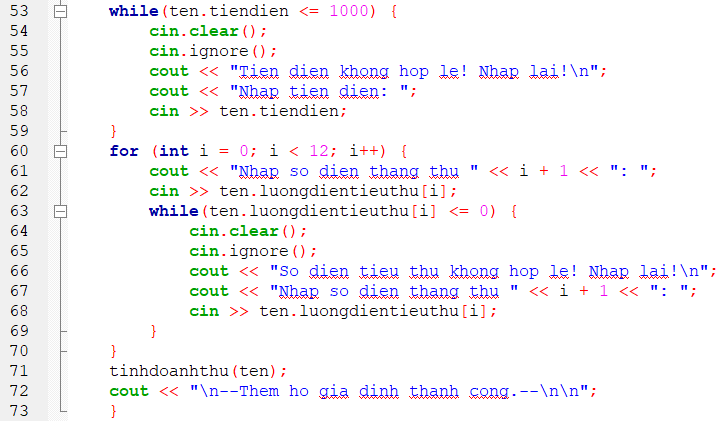 53 while(ten.tiendien <= 1000) {
54 cin.clear();
55 cin.ignore();
56 cout << "Tien dien khong hop le! Nhap lai!\n";
57 cout << "Nhap tien dien: ";
58 cin >> ten.tiendien;
59 }
60 for (int i = 0; i < 12; i++) {
61 cout << "Nhap so dien thang thu " << i + 1 << ": ";
62 cin >> ten.luongdientieuthu[i];
63 while(ten.luongdientieuthu[i] <= 0) {
64 cin.clear();
65 cin.ignore();
66 cout << "So dien tieu thu khong hop le! Nhap lai!\n";
67 cout << "Nhap so dien thang thu " << i + 1 << ": ";
68 cin >> ten.luongdientieuthu[i];
69 }
70 }
71 tinhdoanhthu(ten);
72 cout << "\n--Them ho gia dinh thanh cong.--\n\n";
73 }